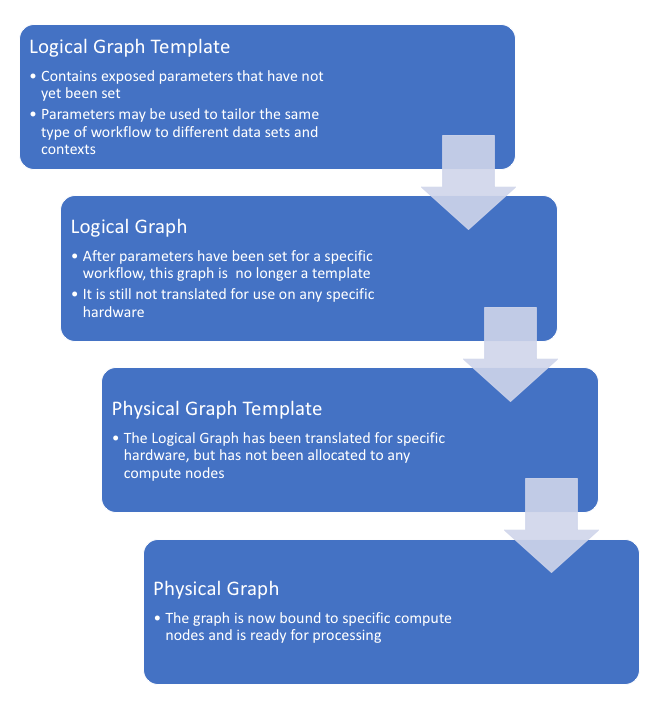 Logical Graph Template
• Contains exposed parameters that have not
yet been set
• Parameters may be used to tailor the same
type of workflow to different data sets and
contexts
Logical Graph
• After parameters have been set for a specific
workflow, this graph is  no longer a template
• It is still not translated for use on any specific
hardware
Physical Graph Template
• The Logical Graph has been translated for specific
hardware, but has not been allocated to any
compute nodes
Physical Graph
• The graph is now bound to specific compute
nodes and is ready for processing